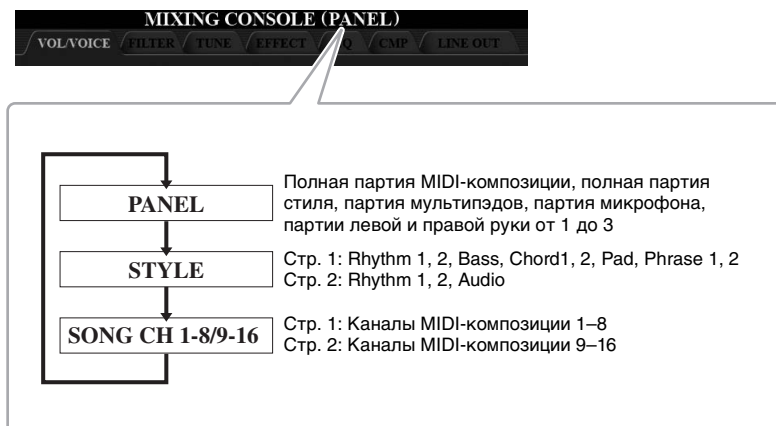 MIXING CONSOLE (PANEL)
VOL/VOICE FILTER TUNE EFFECT EQ CMP LINE OUT
PANEL
Полная партия MIDI-композиции, полная партия
стиля, партия мультипэдов, партия микрофона,
партии левой и правой руки от 1 до 3
STYLE
Стр. 1: Rhythm 1, 2, Bass, Chord1, 2, Pad, Phrase 1, 2
Стр. 2: Rhythm 1, 2, Audio
SONG CH 1-8/9-16
Стр. 1: Каналы MIDI-композиции 1–8
Стр. 2: Каналы MIDI-композиции 9–16